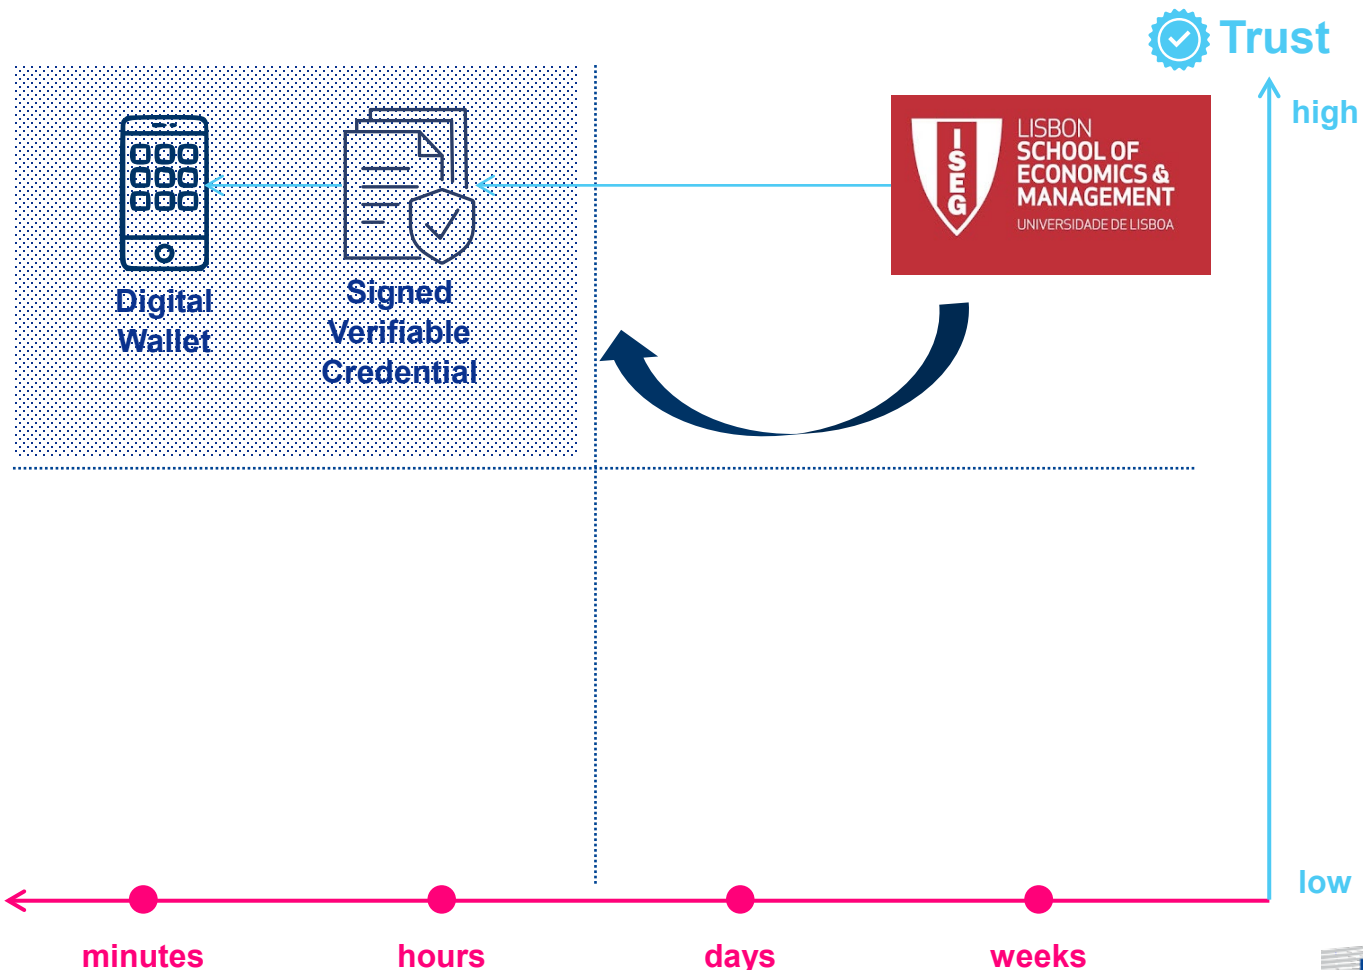 Trust
high
ISEG
LISBON
SCHOOL OF
ECONOMICS &
MANAGEMENT
UNIVERSIDADE DE LISBOA
Digital
Wallet
Signed
Verifiable
Credential
low
minutes
hours
days
weeks